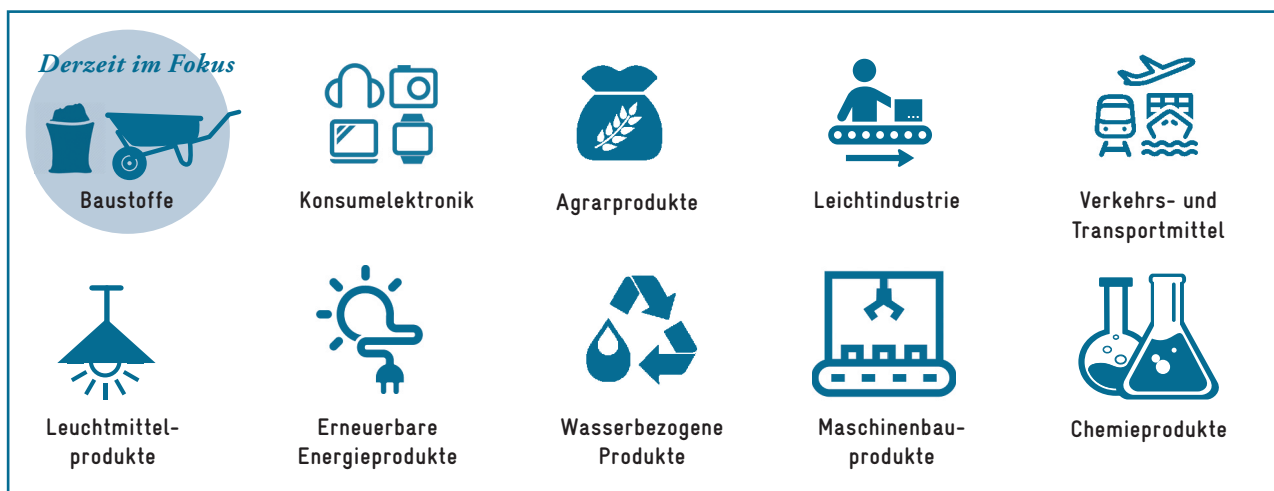 Derzeit im Fokus
Baustoffe
Konsumelektronik
Agrarprodukte
Leichtindustrie
Verkehrs- und
Transportmittel
Leuchtmittel-
produkte
Erneuerbare
Energieprodukte
Wasserbezogene
Produkte
Maschinenbau-
produkte
Chemieprodukte